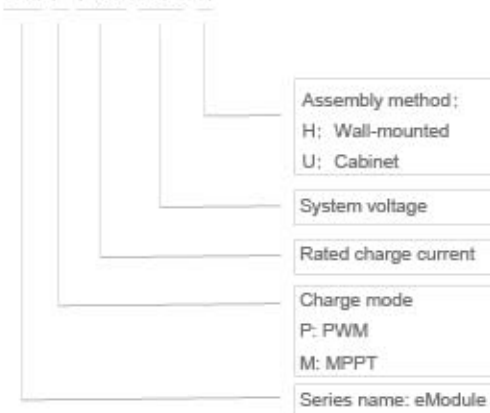 Assembly method:
H: Wall-mounted
U: Cabinet
System voltage
Rated charge current
Charge mode
P: PWM
M: MPPT
Series name: eModule